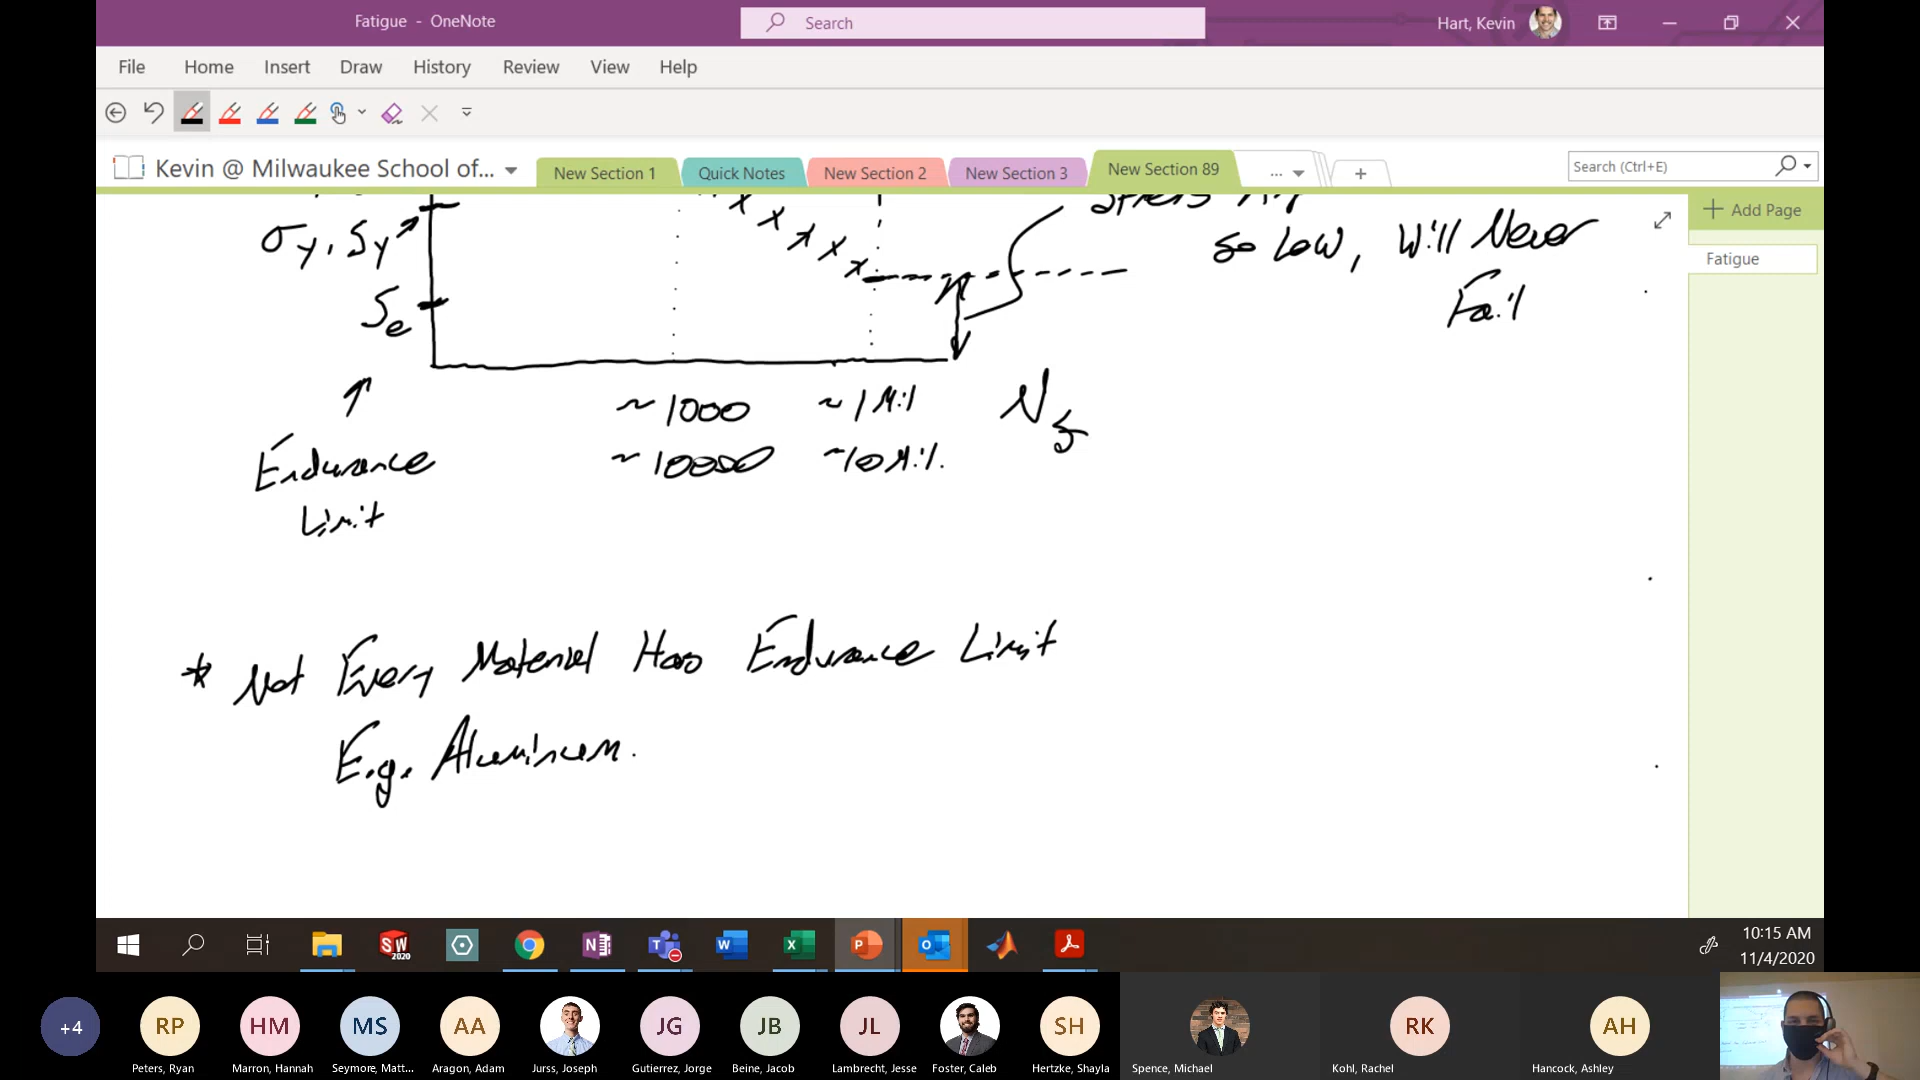 Fatigue - OneNote
Search
Hart, Kevin
File Home Insert Draw History Review View Help
Kevin @ Milwaukee School of...
New Section 1
Quick Notes
New Section 2
New Section 3
New Section 89
...
Search (Ctrl+E)
Add Page
Fatigue
σy, Sy
so Low, Will Never
Fail
Se
~1000 ~1 Mil Nf
~10000 ~10 Mil.
Endurance
Limit
* Not Every Material Has Endurance Limit
E.g. Aluminum.
SW
2020
10:15 AM
11/4/2020
+4
RP
HM
MS
AA
JG
JB
JL
SH
RK
AH
Peters, Ryan
Marron, Hannah
Seymore, Matt...
Aragon, Adam
Jurss, Joseph
Gutierrez, Jorge
Beine, Jacob
Lambrecht, Jesse
Foster, Caleb
Hertzke, Shayla
Spence, Michael
Kohl, Rachel
Hancock, Ashley